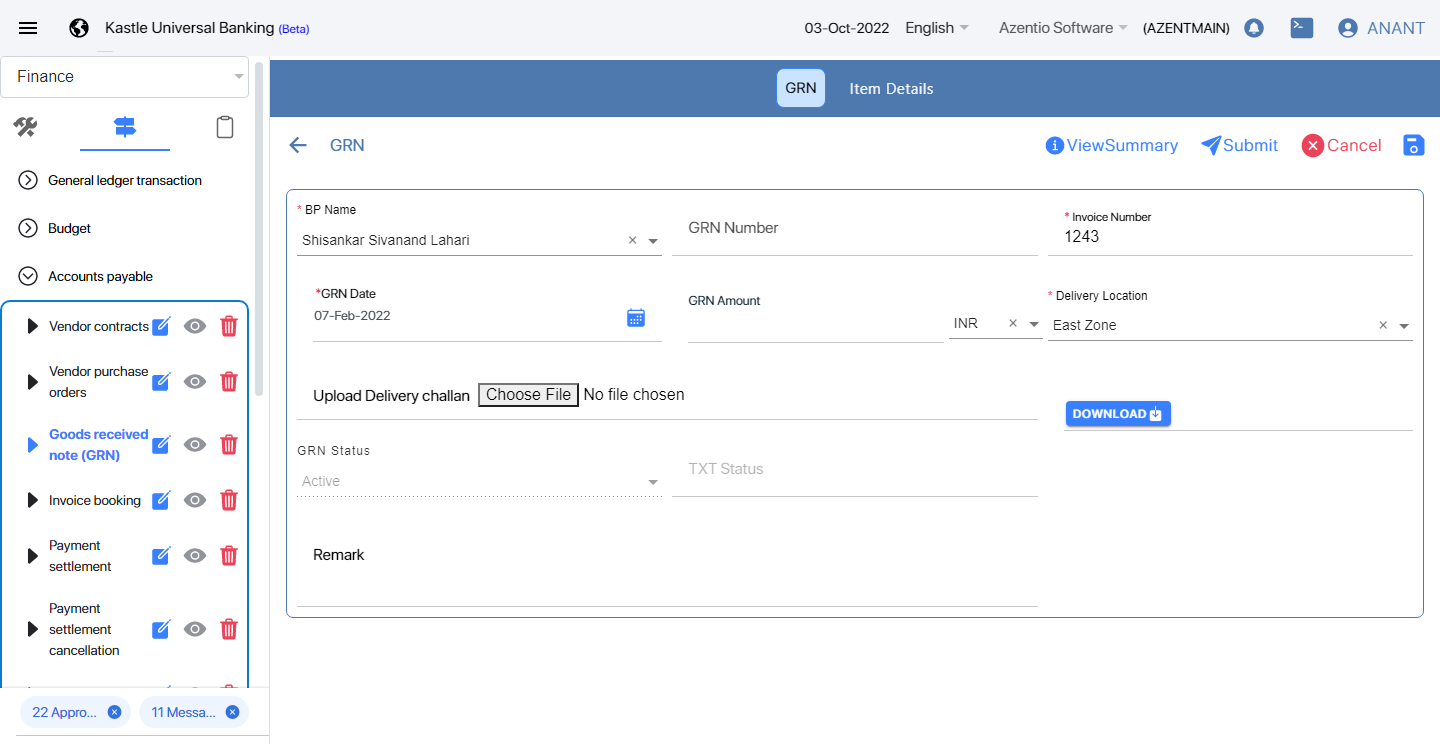 Kastle Universal Banking (Beta)
03-Oct-2022
English
Azentio Software
(AZENTMAIN)
ANANT
Finance
General ledger transaction
Budget
Accounts payable
Vendor contracts
Vendor purchase
orders
Goods received
note (GRN)
Invoice booking
Payment
settlement
Payment
settlement
cancellation
22 Appro...
11 Messa...
GRN
Item Details
GRN
ViewSummary
Submit
Cancel
* BP Name
Shisankar Sivanand Lahari
GRN Number
* Invoice Number
1243
*GRN Date
07-Feb-2022
GRN Amount
INR
* Delivery Location
East Zone
Upload Delivery challan
Choose File
No file chosen
DOWNLOAD
GRN Status
Active
TXT Status
Remark